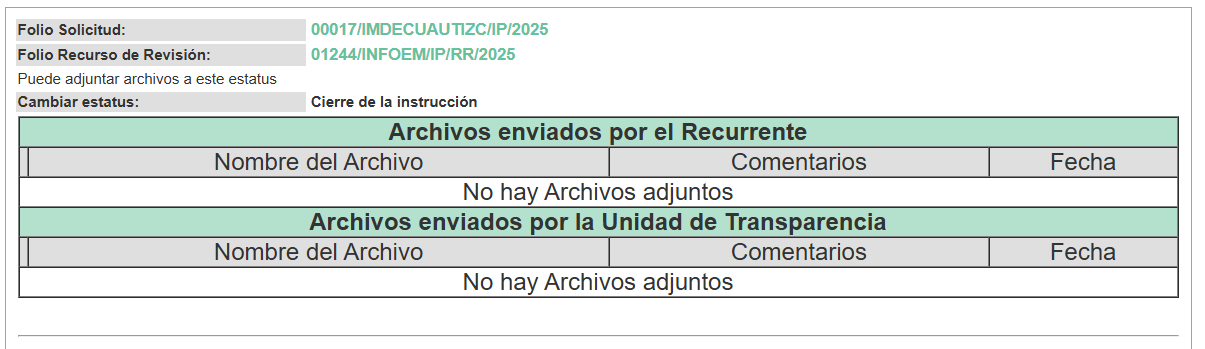 Folio Solicitud: 00017/IMDECUAUTIZC/IP/2025
Folio Recurso de Revisión: 01244/INFOEM/IP/RR/2025
Puede adjuntar archivos a este estatus
Cambiar estatus: Cierre de la instrucción
Archivos enviados por el Recurrente
Nombre del Archivo Comentarios Fecha
No hay Archivos adjuntos
Archivos enviados por la Unidad de Transparencia
Nombre del Archivo Comentarios Fecha
No hay Archivos adjuntos